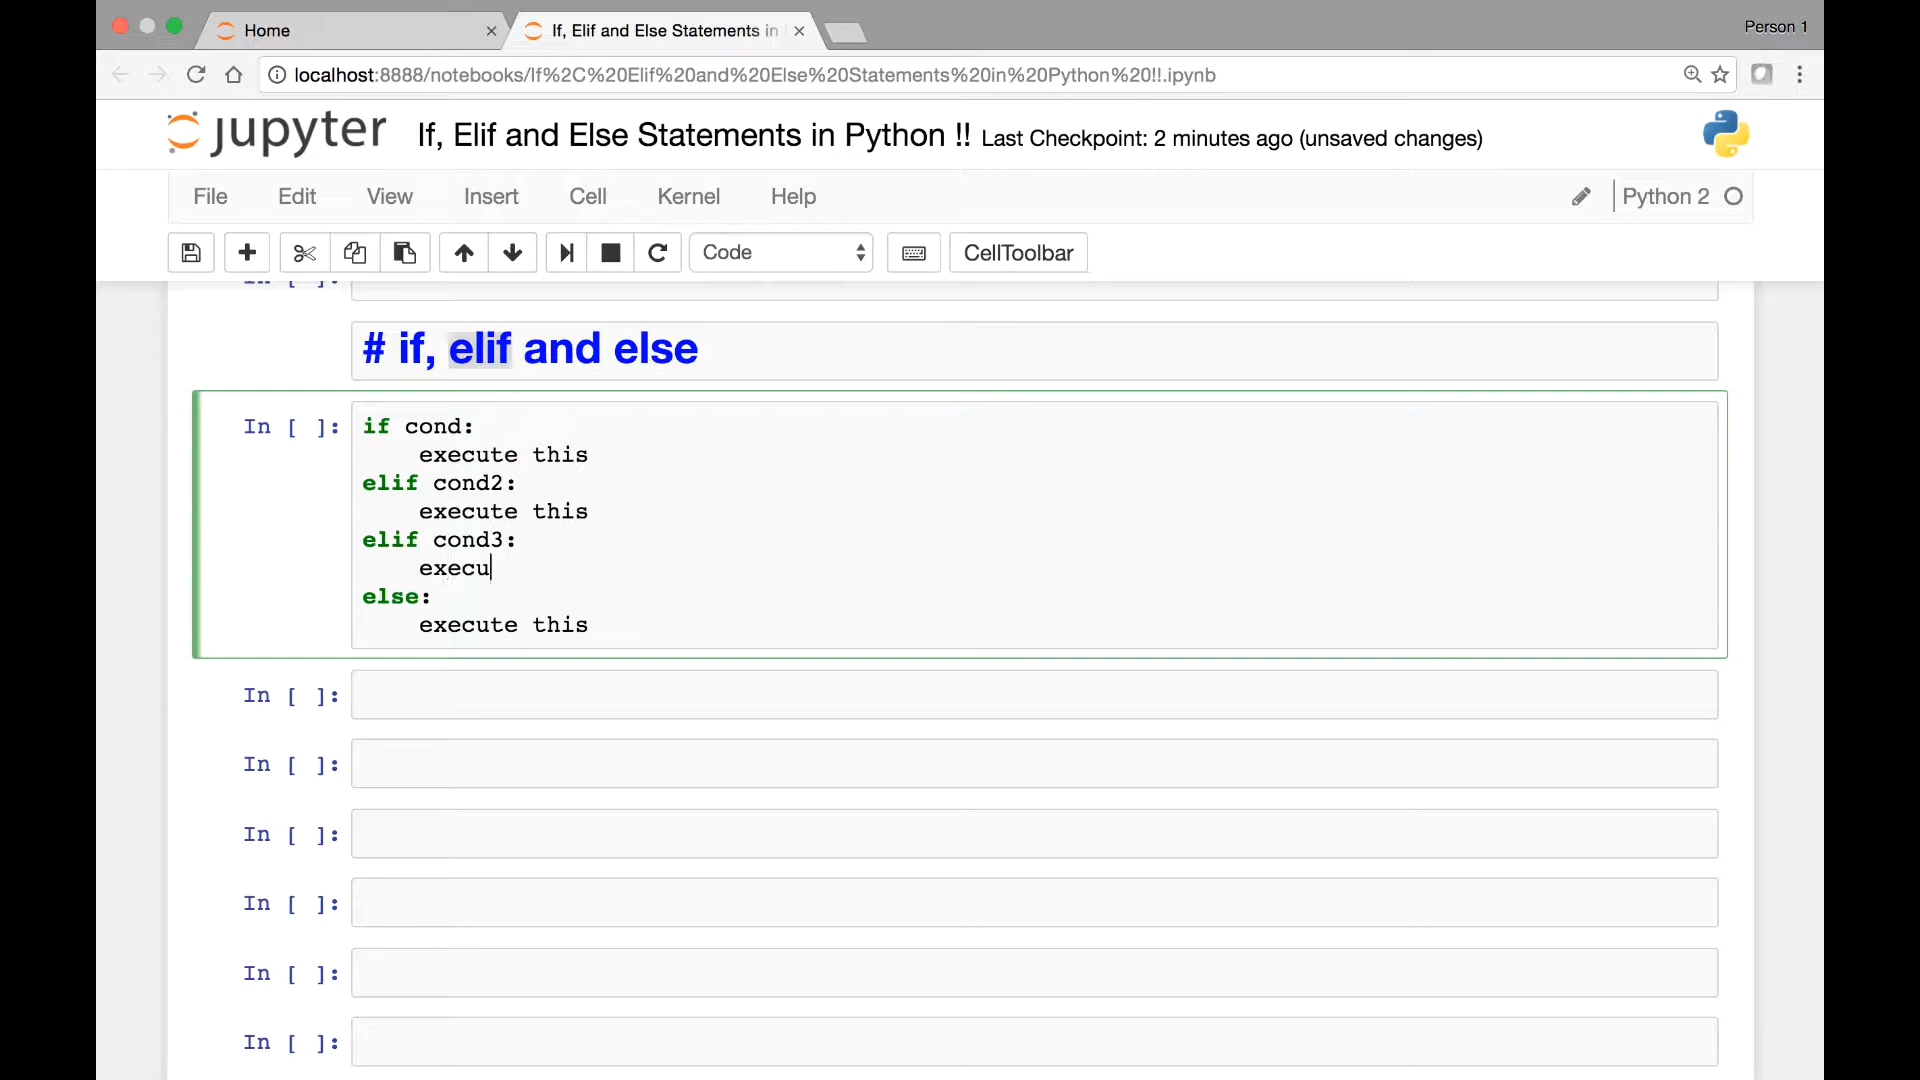 Home
If, Elif and Else Statements in
Person 1
localhost:8888/notebooks/If%2C%20Elif%20and%20Else%20Statements%20in%20Python%20!!.ipynb
jupyter If, Elif and Else Statements in Python !! Last Checkpoint: 2 minutes ago (unsaved changes)
File Edit View Insert Cell Kernel Help Python 2
Code CellToolbar
In [ ]:
# if, elif and else
In [ ]: if cond:
execute this
elif cond2:
execute this
elif cond3:
execu
else:
execute this
In [ ]:
In [ ]:
In [ ]:
In [ ]:
In [ ]:
In [ ]: